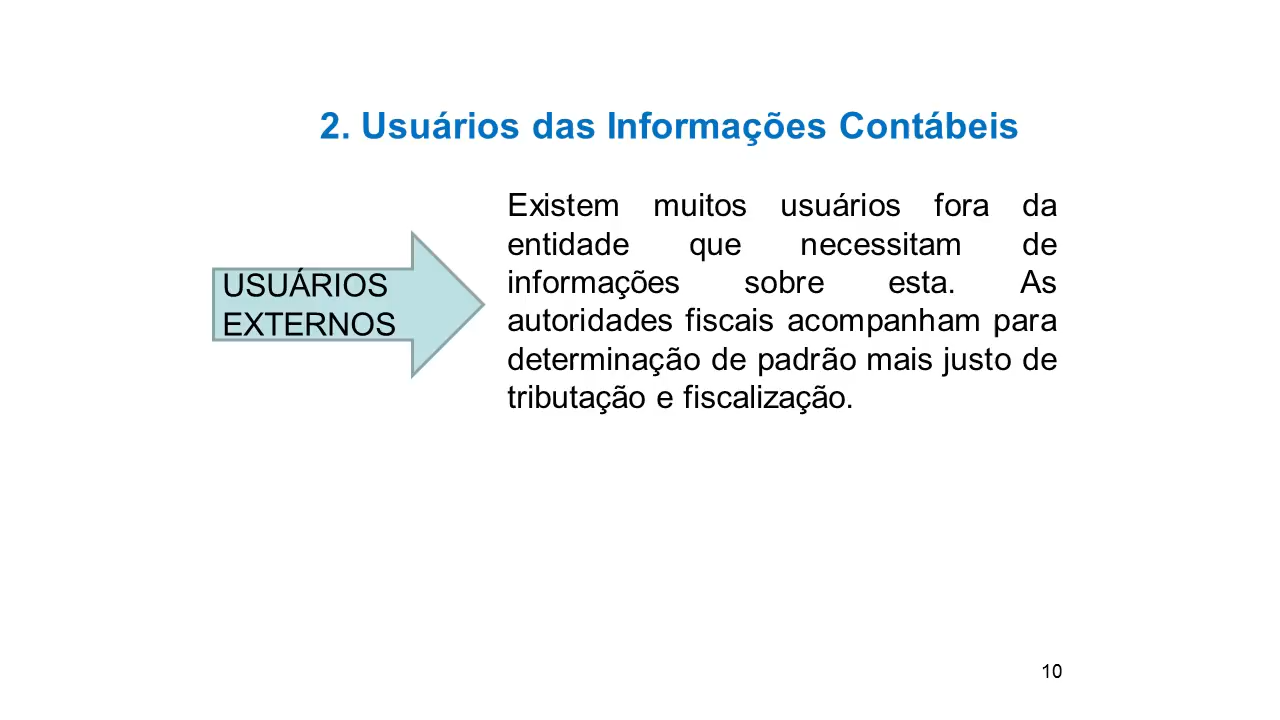 2. Usuários das Informações Contábeis
USUÁRIOS
EXTERNOS
Existem muitos usuários fora da
entidade que necessitam de
informações sobre esta. As
autoridades fiscais acompanham para
determinação de padrão mais justo de
tributação e fiscalização.
10